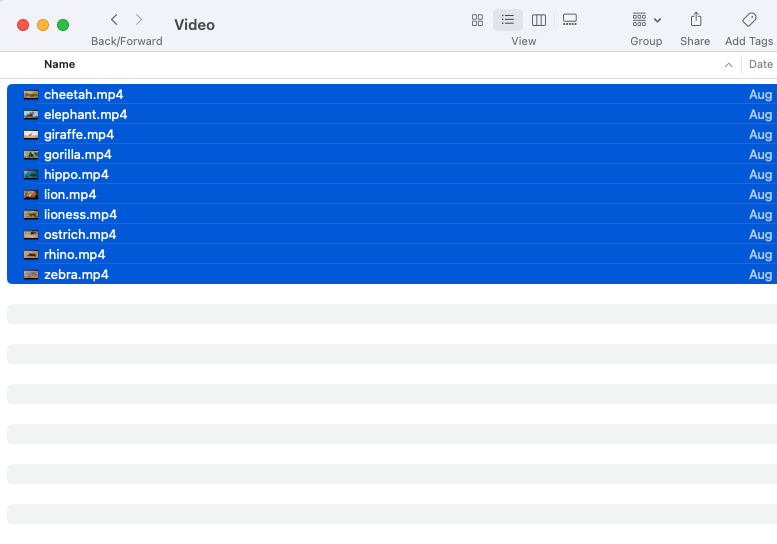 Video
Back/Forward
View
Group
Share
Add Tags
Name
Date
cheetah.mp4
Aug
elephant.mp4
Aug
giraffe.mp4
Aug
gorilla.mp4
Aug
hippo.mp4
Aug
lion.mp4
Aug
lioness.mp4
Aug
ostrich.mp4
Aug
rhino.mp4
Aug
zebra.mp4
Aug